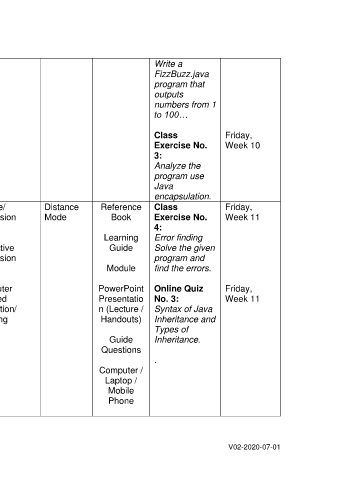 Write a
FizzBuzz.java
program that
outputs
numbers from 1
to 100…
Class
Exercise No.
3:
Analyze the
program use
Java
encapsulation.
Friday,
Week 10
e/
sion
tive
sion
uter
ed
tion/
ng
Distance
Mode
Reference
Book
Learning
Guide
Module
PowerPoint
Presentatio
n (Lecture /
Handouts)
Guide
Questions
Computer /
Laptop /
Mobile
Phone
Class
Exercise No.
4:
Error finding
Solve the given
program and
find the errors.
Online Quiz
No. 3:
Syntax of Java
Inheritance and
Types of
Inheritance.
.
Friday,
Week 11
Friday,
Week 11
V02-2020-07-01